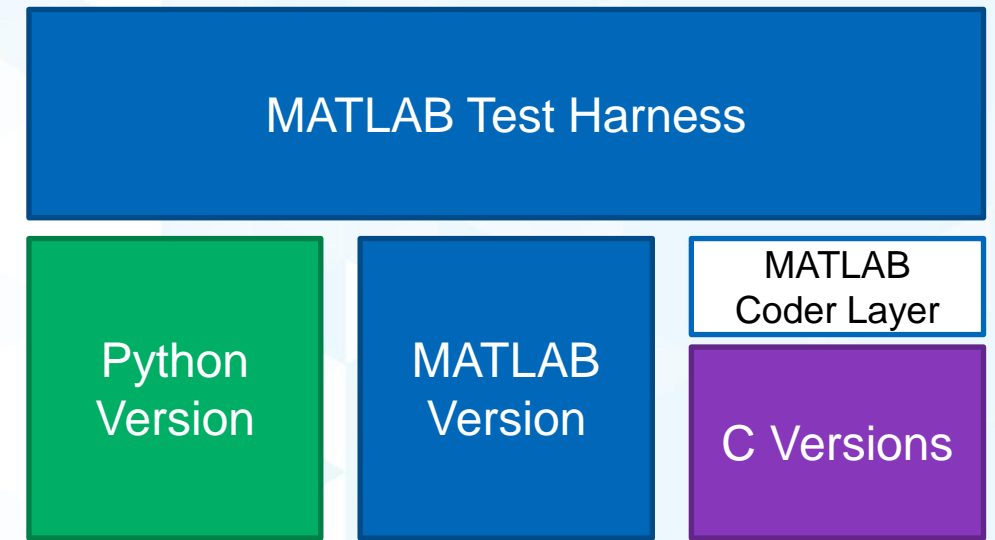 MATLAB Test Harness
Python
Version
MATLAB
Version
MATLAB
Coder Layer
C Versions